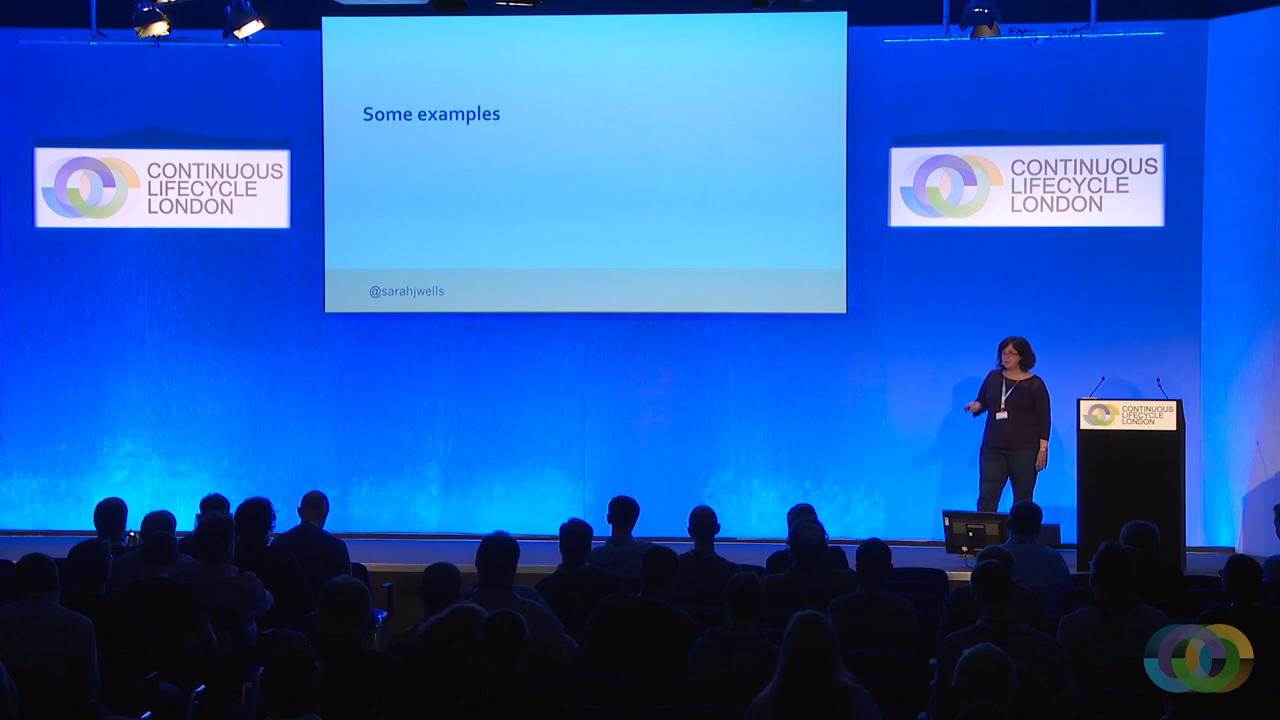 Some examples
@sarahjwells
CONTINUOUS
LIFECYCLE
LONDON
CONTINUOUS
LIFECYCLE
LONDON
CONTINUOUS
LIFECYCLE
LONDON